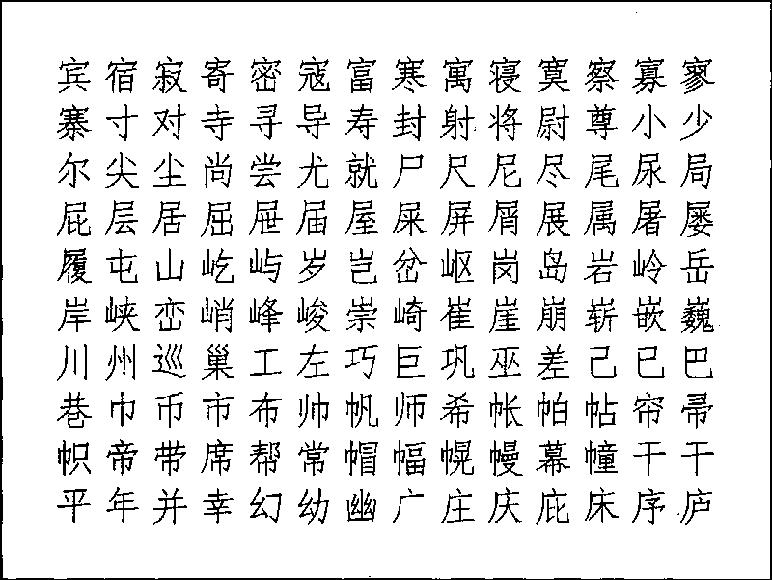 宾宿寂寄密寇富寒寓寝寞察寡寥
寨寸对寺寻导寿封射将尉尊小少
尔尖尘尚尝尤就尸尺尼尽尾尿局
屁层居屈屉届屋屎屏屑展属屠屡
履屯山屹屿岁岂岔岖岗岛岩岭岳
岸峡峦峭峰峻崇崎崔崖崩崭嵌巍
川州巡巢工左巧巨巩巫差己已巴
巷巾币市布帅帆师希帐帕帖帘帚
帜帝带席帮常帽幅幌幔幕幢干干
平年并幸幻幼幽广庄庆庇床序庐